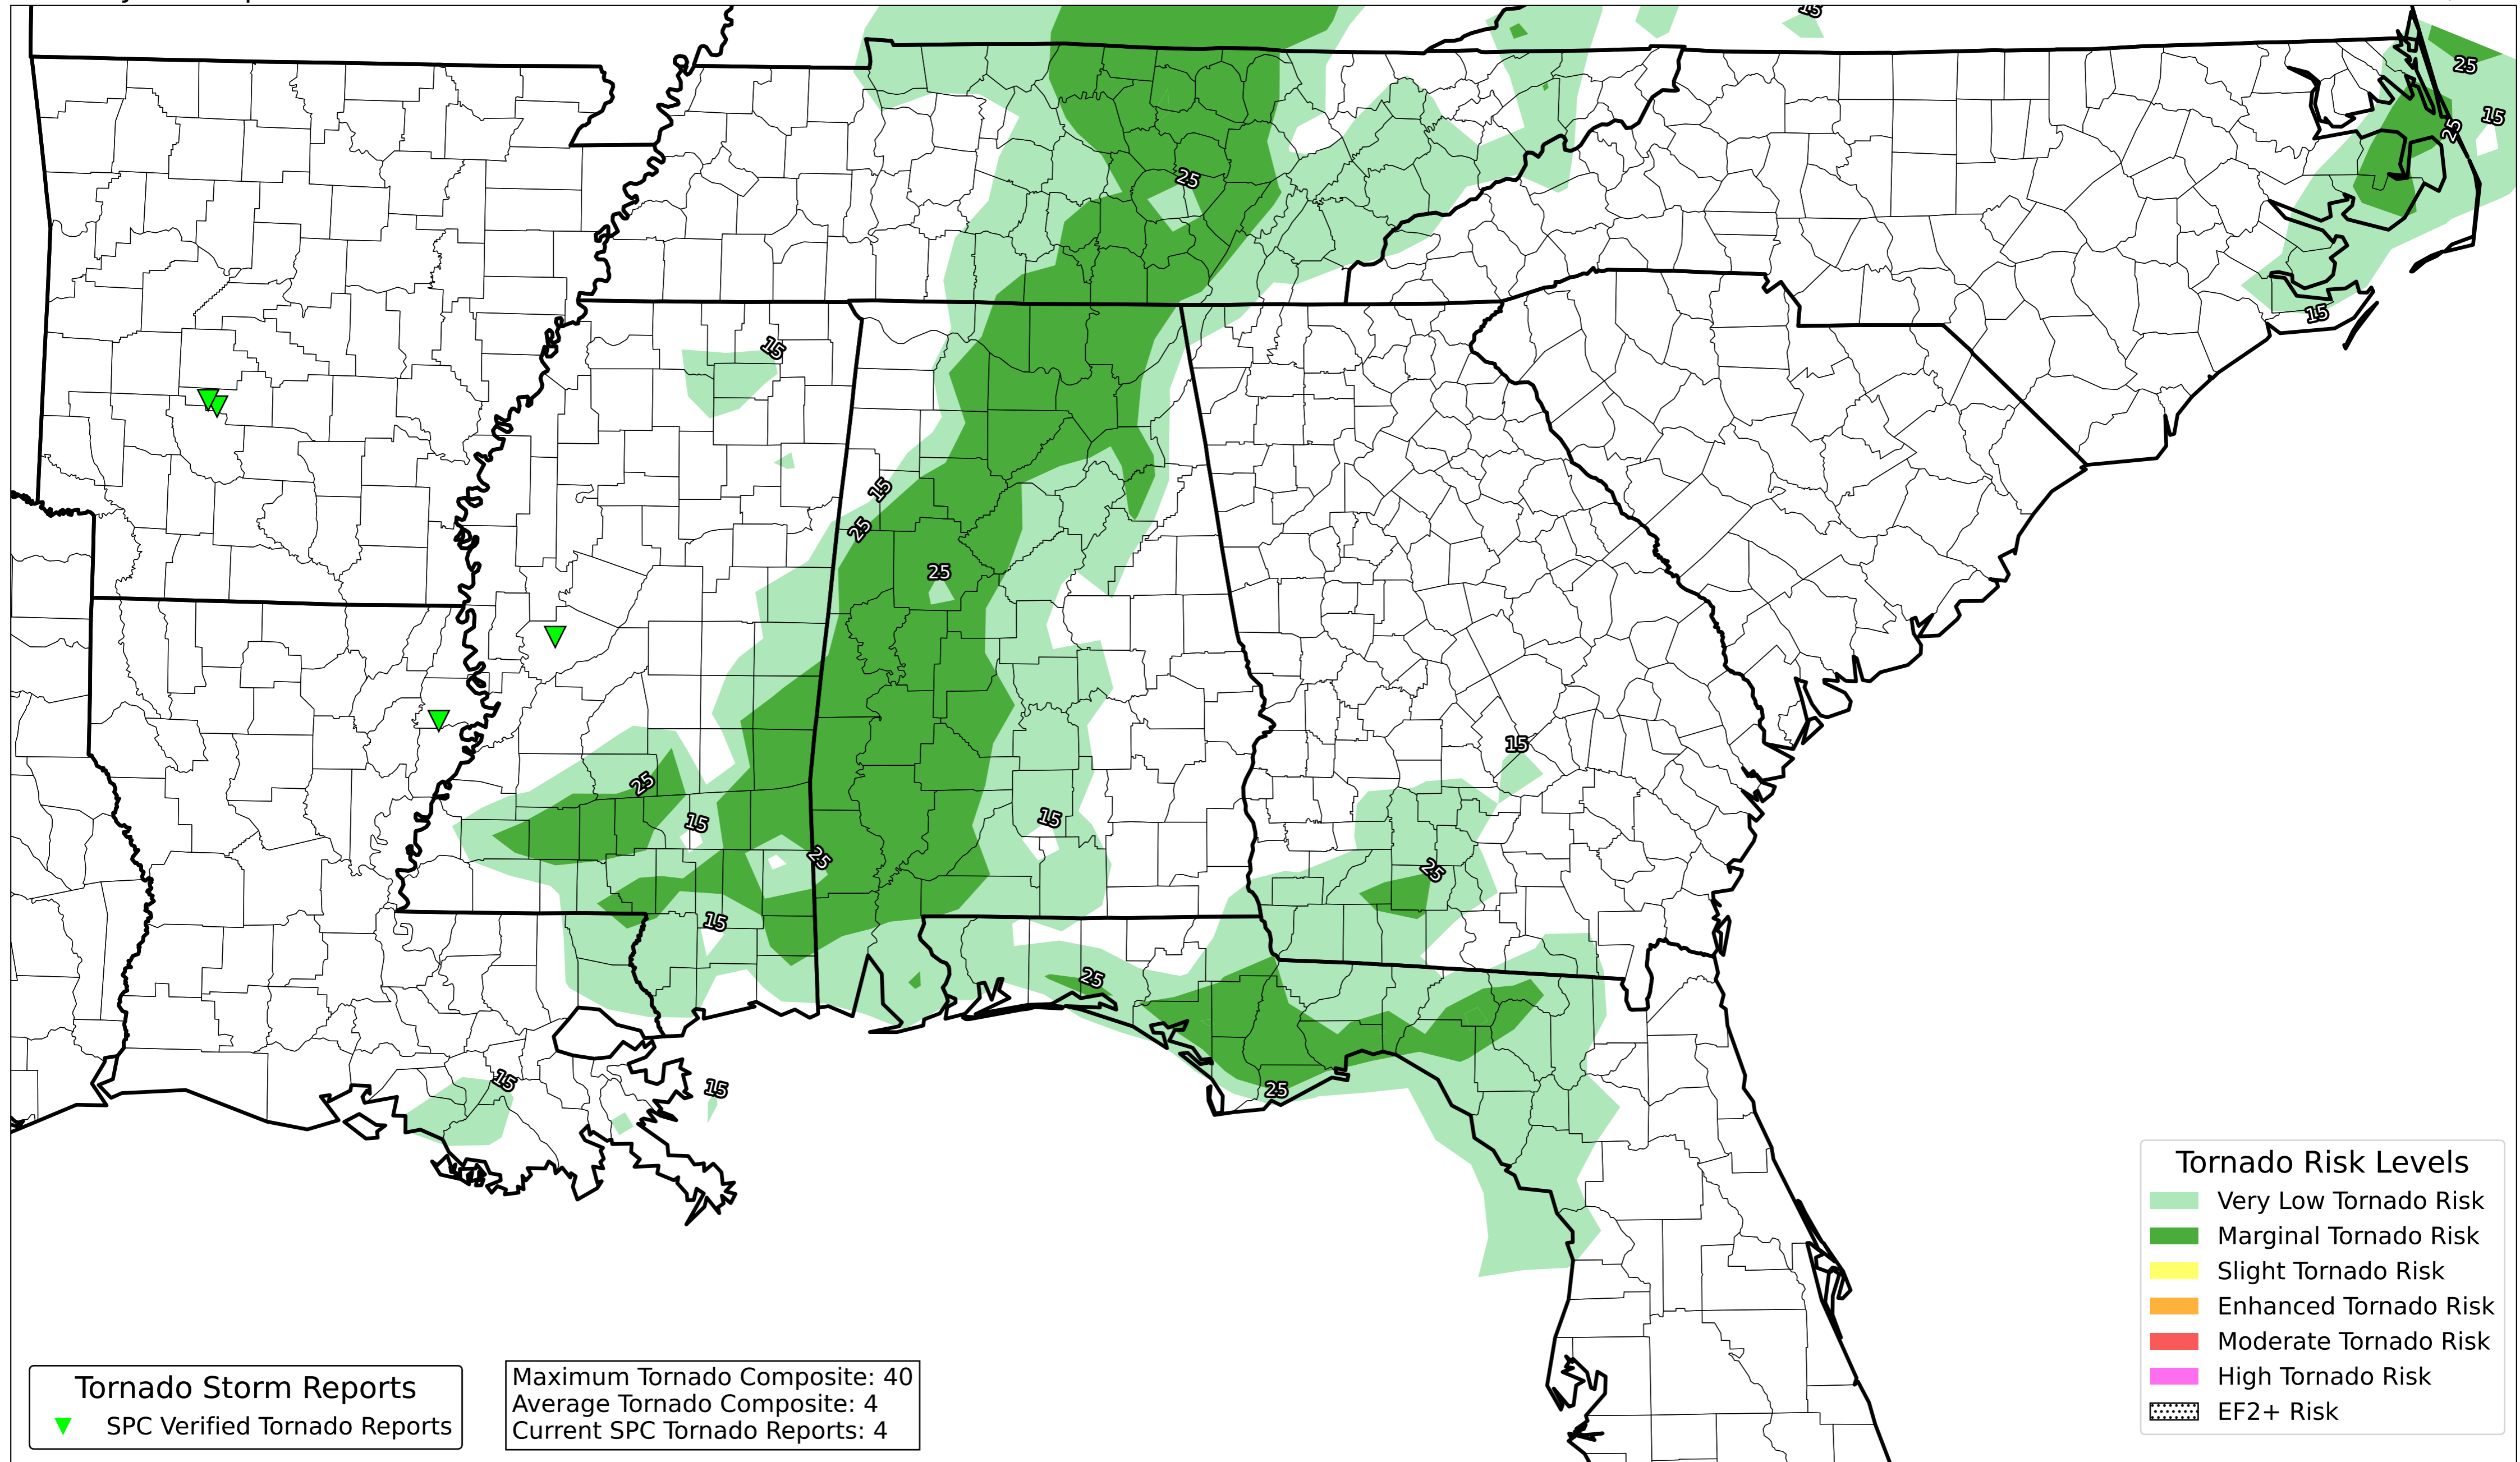 15
25
15
25
25
15
15
15
25
25
15
25
15
15
25
25
15
25
25
15
15
Tornado Risk Levels
Very Low Tornado Risk
Marginal Tornado Risk
Slight Tornado Risk
Enhanced Tornado Risk
Moderate Tornado Risk
High Tornado Risk
EF2+ Risk
Tornado Storm Reports
SPC Verified Tornado Reports
Maximum Tornado Composite: 40
Average Tornado Composite: 4
Current SPC Tornado Reports: 4